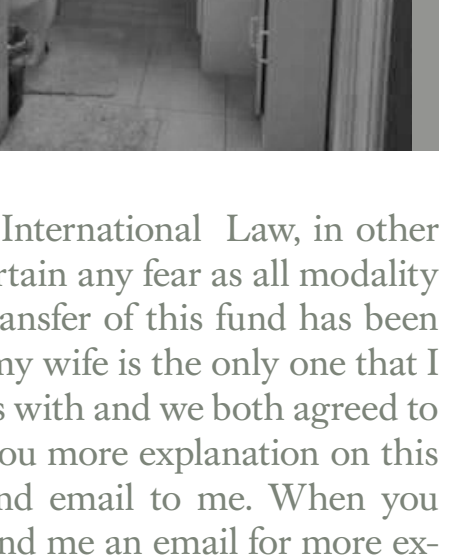 International Law, in other
rtain any fear as all modality
ansfer of this fund has been
my wife is the only one that I
s with and we both agreed to
ou more explanation on this
nd email to me. When you
nd me an email for more ex-